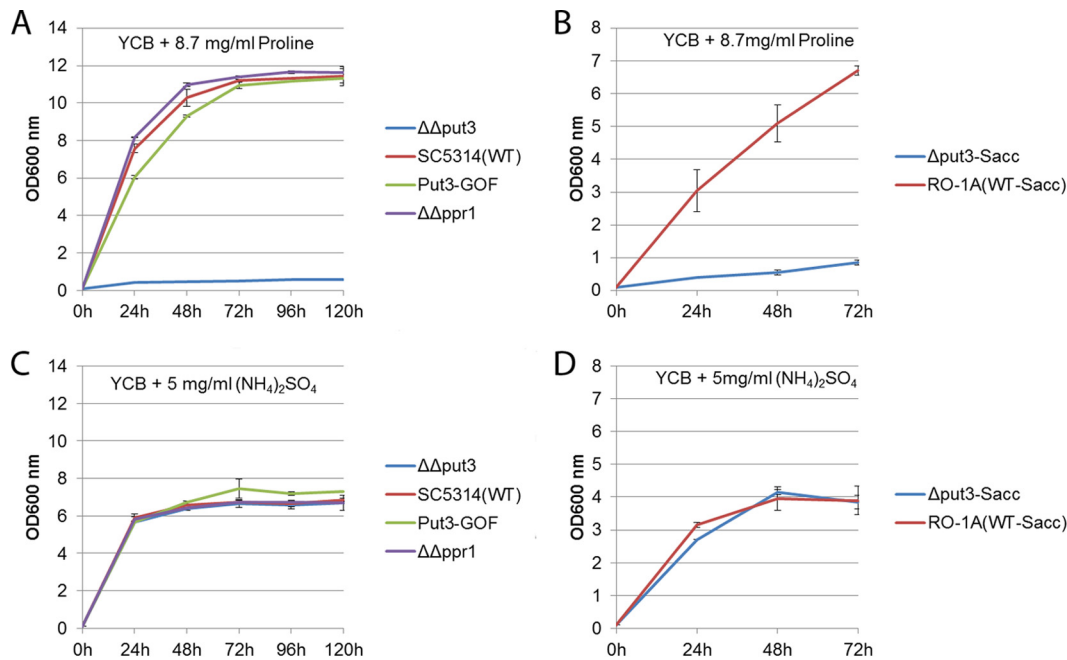 A
YCB + 8.7 mg/ml Proline
14
12
10
8
6
4
2
0
OD600 nm
0h 24h 48h 72h 96h 120h
ΔΔput3
SC5314(WT)
Put3-GOF
ΔΔppr1
B
YCB + 8.7mg/ml Proline
8
7
6
5
4
3
2
1
0
OD600 nm
0h 24h 48h 72h
Δput3-Sacc
RO-1A(WT-Sacc)
C
YCB + 5 mg/ml (NH₄)₂SO₄
14
12
10
8
6
4
2
0
OD600 nm
0h 24h 48h 72h 96h 120h
ΔΔput3
SC5314(WT)
Put3-GOF
ΔΔppr1
D
YCB + 5mg/ml (NH₄)₂SO₄
8
7
6
5
4
3
2
1
0
OD600 nm
0h 24h 48h 72h
Δput3-Sacc
RO-1A(WT-Sacc)